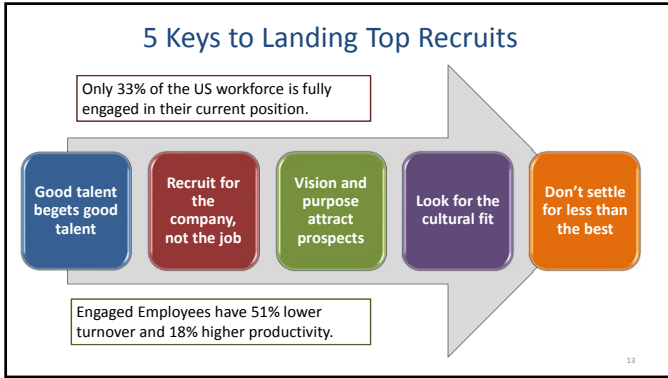 5 Keys to Landing Top Recruits
Only 33% of the US workforce is fully
engaged in their current position.
Good talent
begets good
talent
Recruit for
the
company,
not the job
Vision and
purpose
attract
prospects
Look for the
cultural fit
Don't settle
for less than
the best
Engaged Employees have 51% lower
turnover and 18% higher productivity.
13